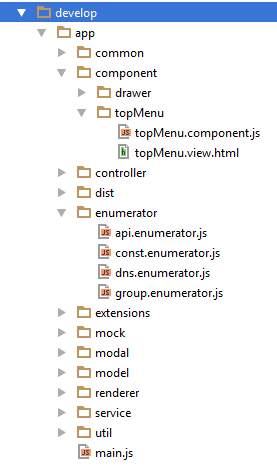 develop
app
common
component
drawer
topMenu
topMenu.component.js
topMenu.view.html
controller
dist
enumerator
api.enumerator.js
const.enumerator.js
dns.enumerator.js
group.enumerator.js
extensions
mock
modal
model
renderer
service
util
main.js